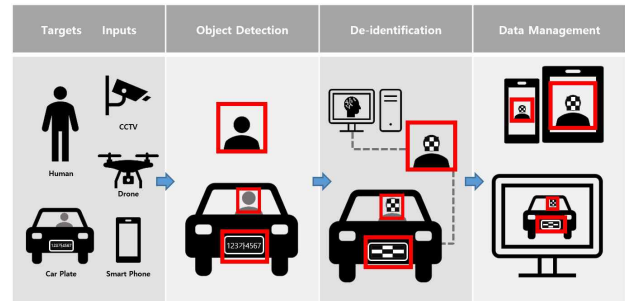 Targets Inputs
Object Detection
De-identification
Data Management
CCTV
Human
Drone
Car Plate
Smart Phone
123가4567